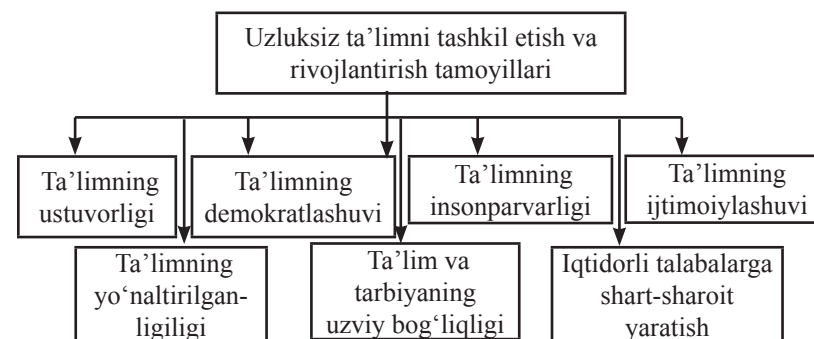 Uzluksiz ta’limni tashkil etish va
rivojlantirish tamoyillari
Ta’limning
ustuvorligi
Ta’limning
demokratlashuvi
Ta’limning
insonparvarligi
Ta’limning
ijtimoiylashuvi
Ta’limning
yo‘naltirilgan-
ligiligi
Ta’lim va
tarbiyaning
uzviy bog‘liqligi
Iqtidorli talabalarga
shart-sharoit
yaratish